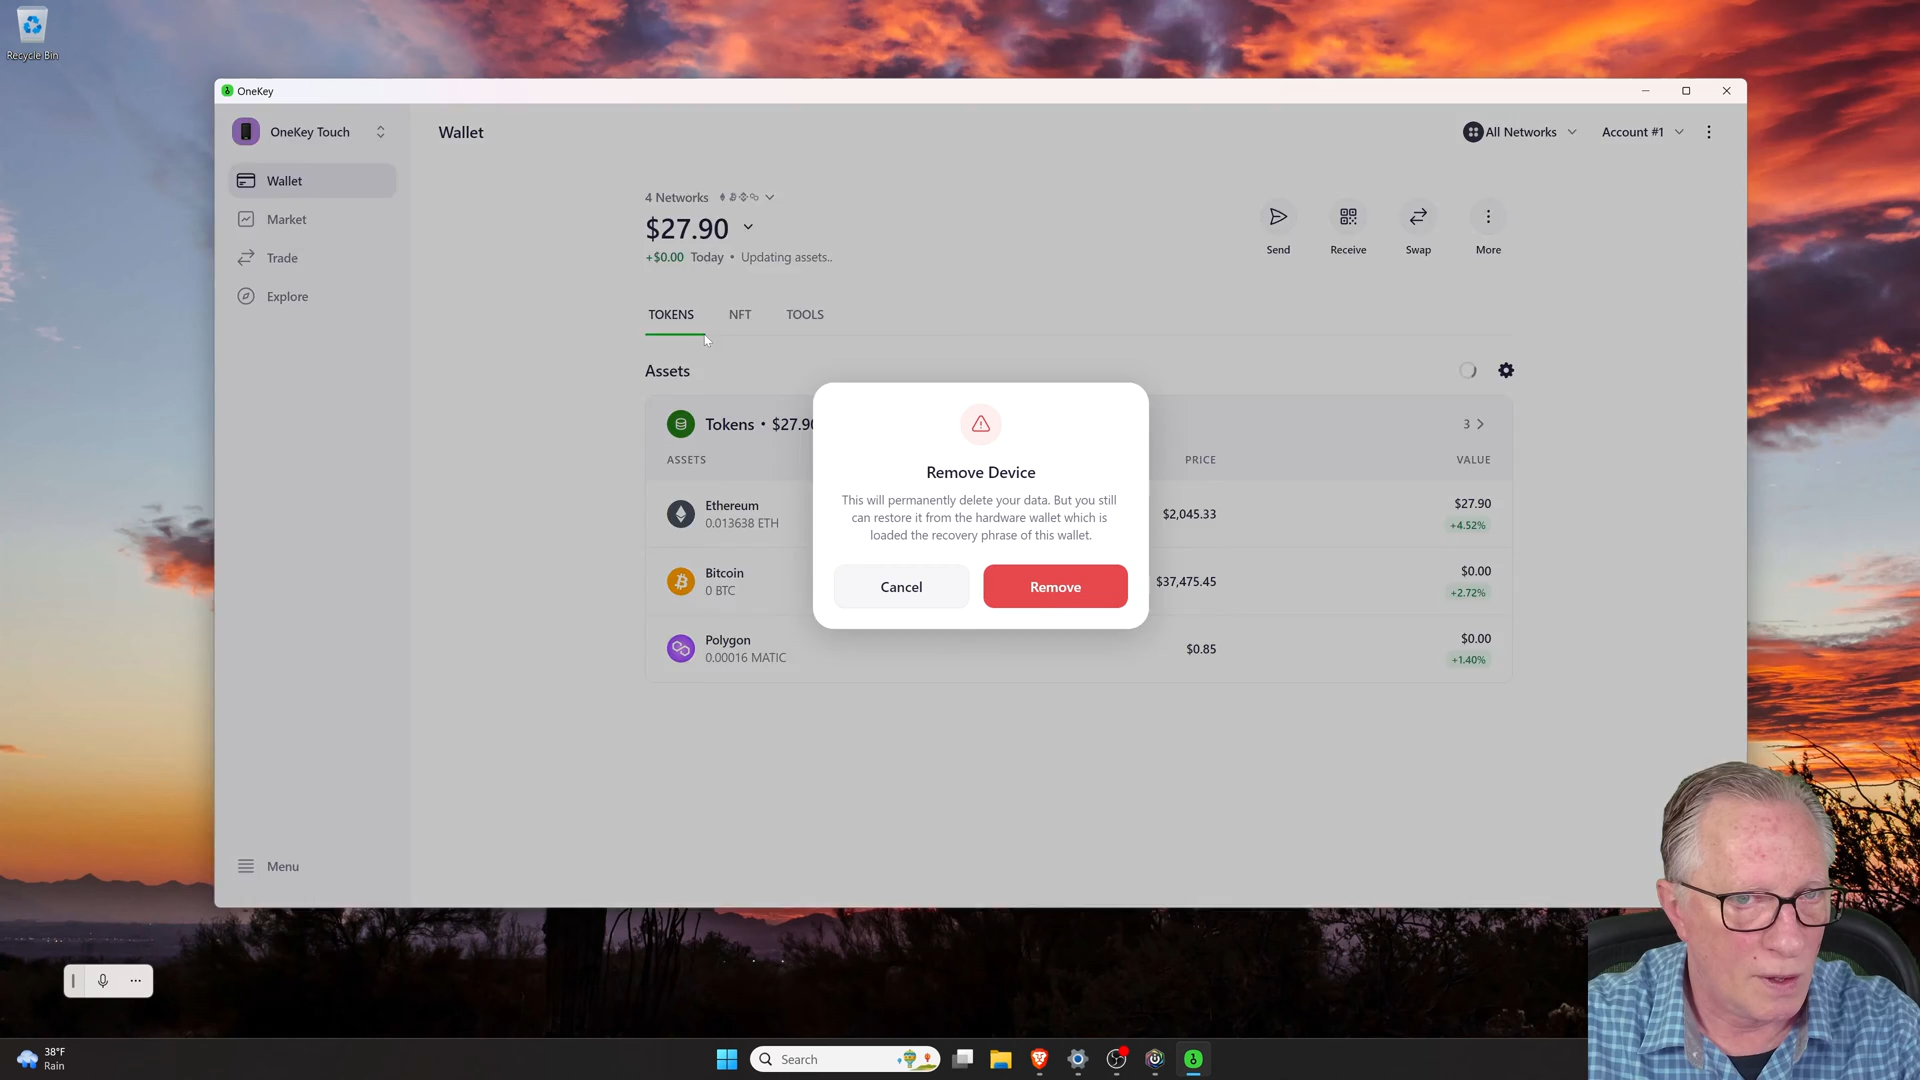 Recycle Bin
OneKey
OneKey Touch
Wallet
Market
Trade
Explore
Menu
Wallet
All Networks
Account #1
4 Networks
$27.90
+$0.00 Today • Updating assets..
Send
Receive
Swap
More
TOKENS
NFT
TOOLS
Assets
Tokens • $27.90
3
ASSETS
PRICE
VALUE
Ethereum
0.013638 ETH
$2,045.33
$27.90
+4.52%
Bitcoin
0 BTC
$37,475.45
$0.00
+2.72%
Polygon
0.00016 MATIC
$0.85
$0.00
+1.40%
Remove Device
This will permanently delete your data. But you still
can restore it from the hardware wallet which is
loaded the recovery phrase of this wallet.
Cancel
Remove
38°F
Rain
Search